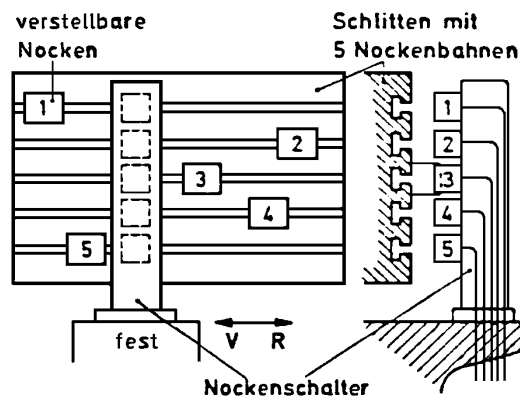 verstellbare
Nocken
Schlitten mit
5 Nockenbahnen
1
2
3
4
5
1
2
3
4
5
fest
V R
Nockenschalter